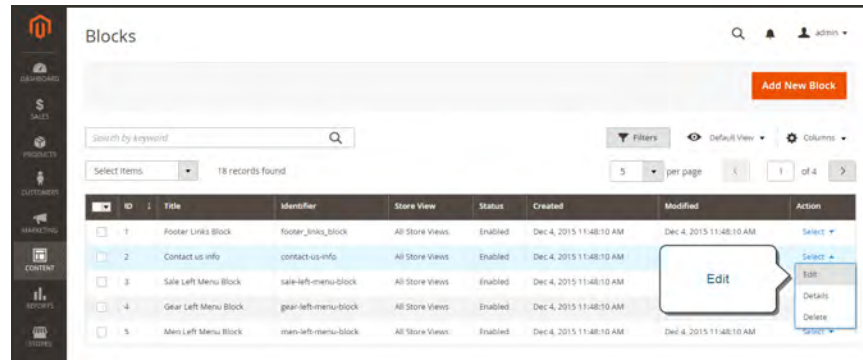 Blocks
admin
DASHBOARD
SALES
PRODUCTS
CUSTOMERS
MARKETING
CONTENT
REPORTS
STORES
Add New Block
Search by keyword
Filters
Default View
Columns
Select Items
18 records found
5 per page 1 of 4
ID Title Identifier Store View Status Created Modified Action
1 Footer Links Block footer_links_block All Store Views Enabled Dec 4, 2015 11:48:10 AM Dec 4, 2015 11:48:10 AM Select
2 Contact us info contact-us-info All Store Views Enabled Dec 4, 2015 11:48:10 AM Select
3 Sale Left Menu Block sale-left-menu-block All Store Views Enabled Dec 4, 2015 11:48:10 AM Edit Edit
Details
4 Gear Left Menu Block gear-left-menu-block All Store Views Enabled Dec 4, 2015 11:48:10 AM Delete
5 Men Left Menu Block men-left-menu-block All Store Views Enabled Dec 4, 2015 11:48:10 AM Dec 4, 2015 11:48:10 AM Select